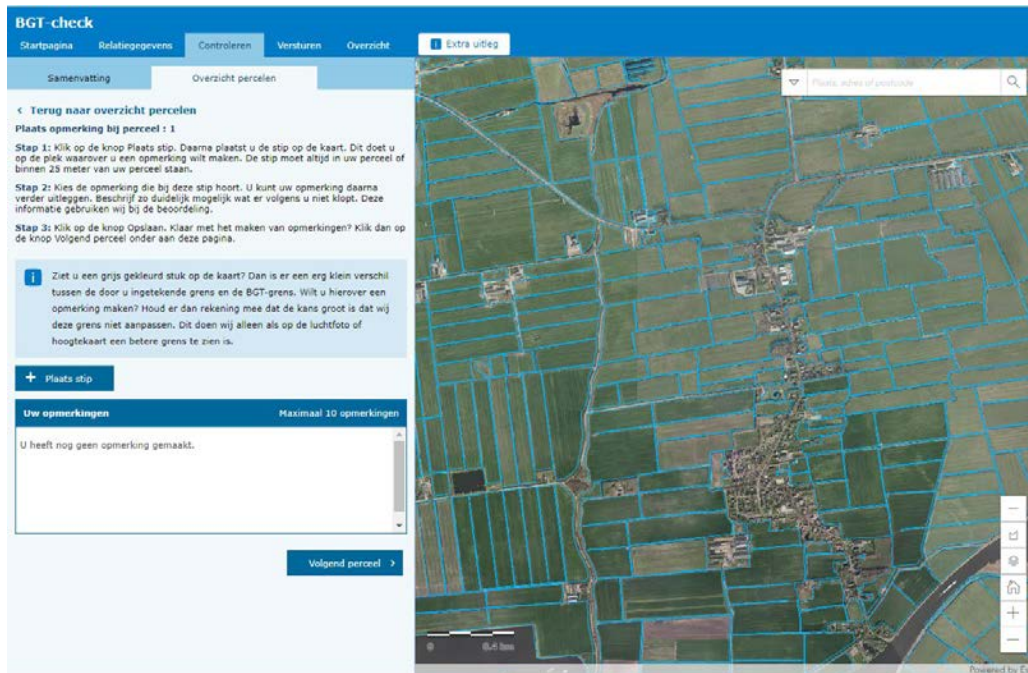 BGT-check
Startpagina Relatiegegevens Controleren Versturen Overzicht Extra uitleg
Samenvatting Overzicht percelen
Plaats, adres of postcode
Terug naar overzicht percelen
Plaats opmerking bij perceel : 1
Stap 1: Klik op de knop Plaats stip. Daarna plaatst u de stip op de kaart. Dit doet u
op de plek waarover u een opmerking wilt maken. De stip moet altijd in uw perceel of
binnen 25 meter van uw perceel staan.
Stap 2: Kies de opmerking die bij deze stip hoort. U kunt uw opmerking daarna
verder uitleggen. Beschrijf zo duidelijk mogelijk wat er volgens u niet klopt. Deze
informatie gebruiken wij bij de beoordeling.
Stap 3: Klik op de knop Opslaan. Klaar met het maken van opmerkingen? Klik dan op
de knop Volgend perceel onder aan deze pagina.
Ziet u een grijs gekleurd stuk op de kaart? Dan is er een erg klein verschil
tussen de door u ingetekende grens en de BGT-grens. Wilt u hierover een
opmerking maken? Houd er dan rekening mee dat de kans groot is dat wij
deze grens niet aanpassen. Dit doen wij alleen als op de luchtfoto of
hoogtekaart een betere grens te zien is.
+ Plaats stip
Uw opmerkingen Maximaal 10 opmerkingen
U heeft nog geen opmerking gemaakt.
Volgend perceel
0 0.4 km
Powered by